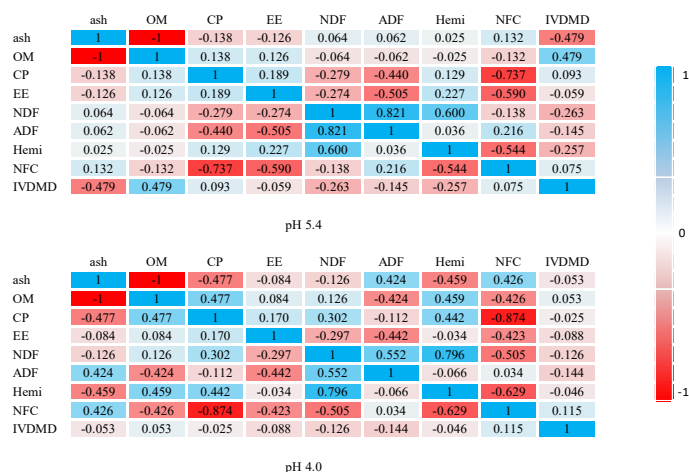 ash OM CP EE NDF ADF Hemi NFC IVDMD
ash 1 -1 -0.138 -0.126 0.064 0.062 0.025 0.132 -0.479
OM -1 1 0.138 0.126 -0.064 -0.062 -0.025 -0.132 0.479
CP -0.138 0.138 1 0.189 -0.279 -0.440 0.129 -0.737 0.093
EE -0.126 0.126 0.189 1 -0.274 -0.505 0.227 -0.590 -0.059
NDF 0.064 -0.064 -0.279 -0.274 1 0.821 0.600 -0.138 -0.263
ADF 0.062 -0.062 -0.440 -0.505 0.821 1 0.036 0.216 -0.145
Hemi 0.025 -0.025 0.129 0.227 0.600 0.036 1 -0.544 -0.257
NFC 0.132 -0.132 -0.737 -0.590 -0.138 0.216 -0.544 1 0.075
IVDMD -0.479 0.479 0.093 -0.059 -0.263 -0.145 -0.257 0.075 1
pH 5.4
ash OM CP EE NDF ADF Hemi NFC IVDMD
ash 1 -1 -0.477 -0.084 -0.126 0.424 -0.459 0.426 -0.053
OM -1 1 0.477 0.084 0.126 -0.424 0.459 -0.426 0.053
CP -0.477 0.477 1 0.170 0.302 -0.112 0.442 -0.874 -0.025
EE -0.084 0.084 0.170 1 -0.297 -0.442 -0.034 -0.423 -0.088
NDF -0.126 0.126 0.302 -0.297 1 0.552 0.796 -0.505 -0.126
ADF 0.424 -0.424 -0.112 -0.442 0.552 1 -0.066 0.034 -0.144
Hemi -0.459 0.459 0.442 -0.034 0.796 -0.066 1 -0.629 -0.046
NFC 0.426 -0.426 -0.874 -0.423 -0.505 0.034 -0.629 1 0.115
IVDMD -0.053 0.053 -0.025 -0.088 -0.126 -0.144 -0.046 0.115 1
pH 4.0
1
0
-1